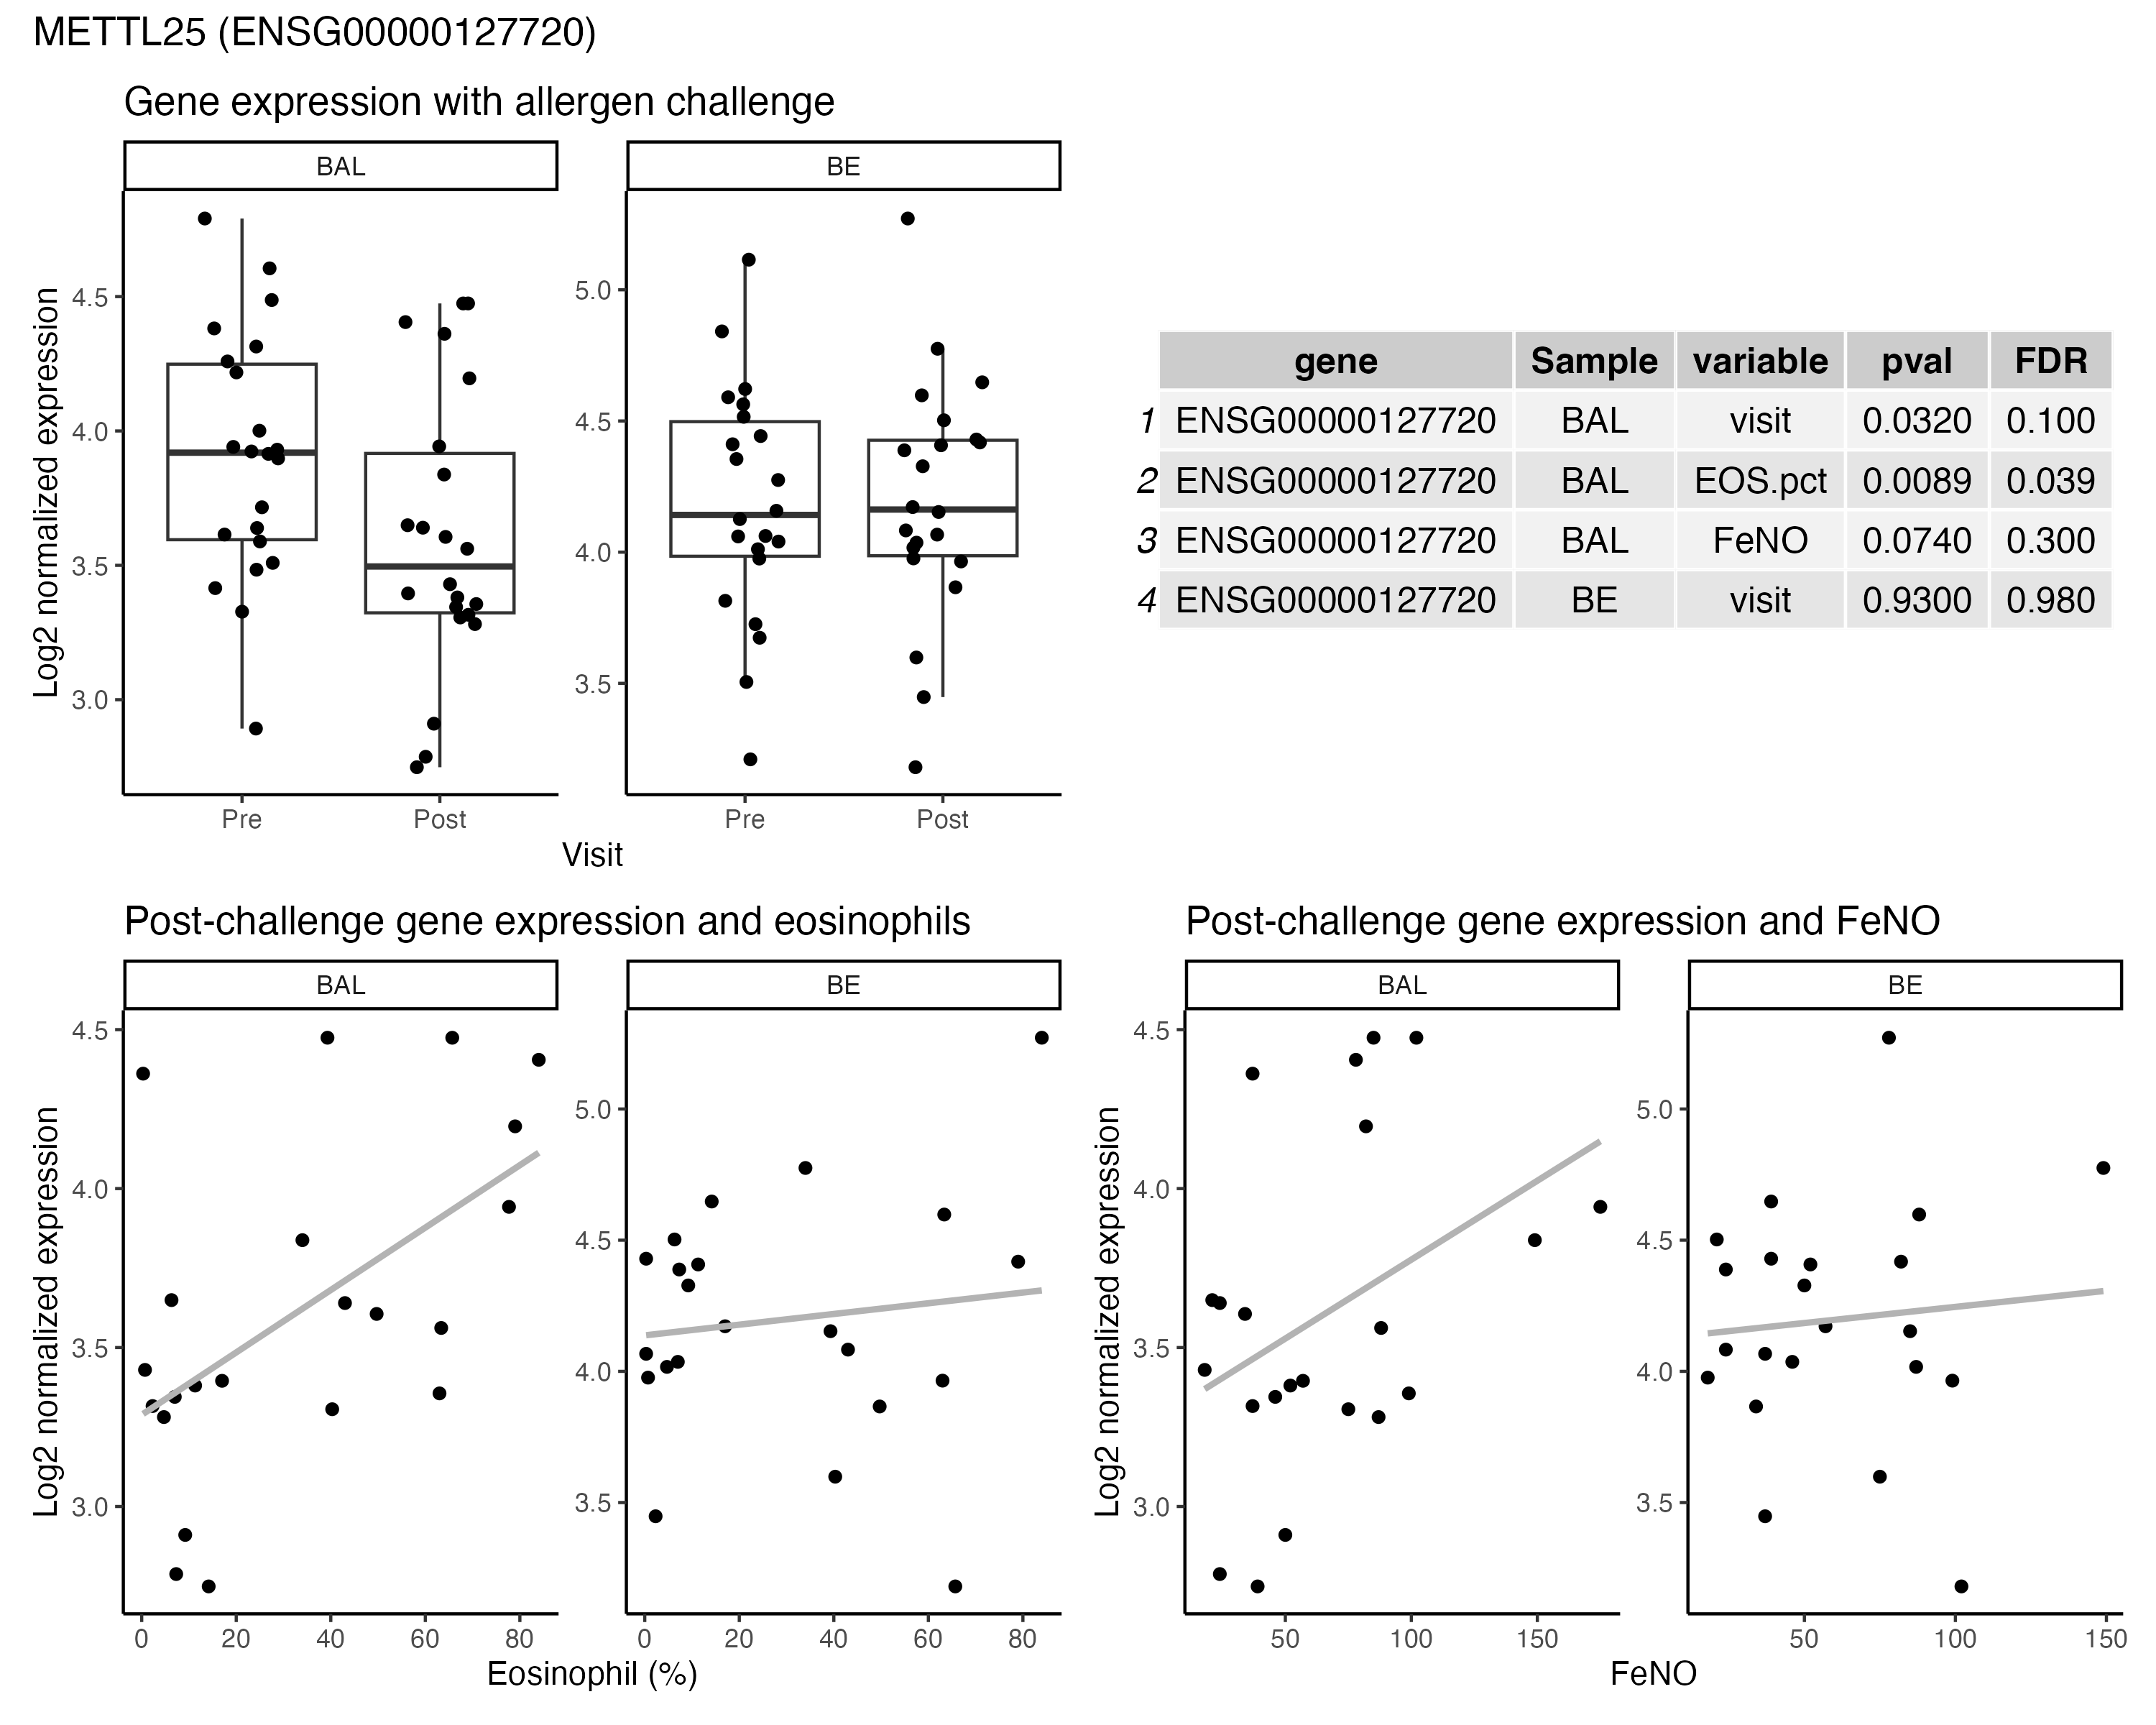 METTL25 (ENSG00000127720)
Gene expression with allergen challenge
BAL
BE
Log2 normalized expression
4.5
4.0
3.5
3.0
5.0
4.5
4.0
3.5
Pre
Post
Pre
Post
Visit
gene Sample variable pval FDR
1 ENSG00000127720 BAL visit 0.0320 0.100
2 ENSG00000127720 BAL EOS.pct 0.0089 0.039
3 ENSG00000127720 BAL FeNO 0.0740 0.300
4 ENSG00000127720 BE visit 0.9300 0.980
Post-challenge gene expression and eosinophils
BAL
BE
Log2 normalized expression
4.5
4.0
3.5
3.0
5.0
4.5
4.0
3.5
0 20 40 60 80
0 20 40 60 80
Eosinophil (%)
Post-challenge gene expression and FeNO
BAL
BE
Log2 normalized expression
4.5
4.0
3.5
3.0
5.0
4.5
4.0
3.5
50 100 150
50 100 150
FeNO